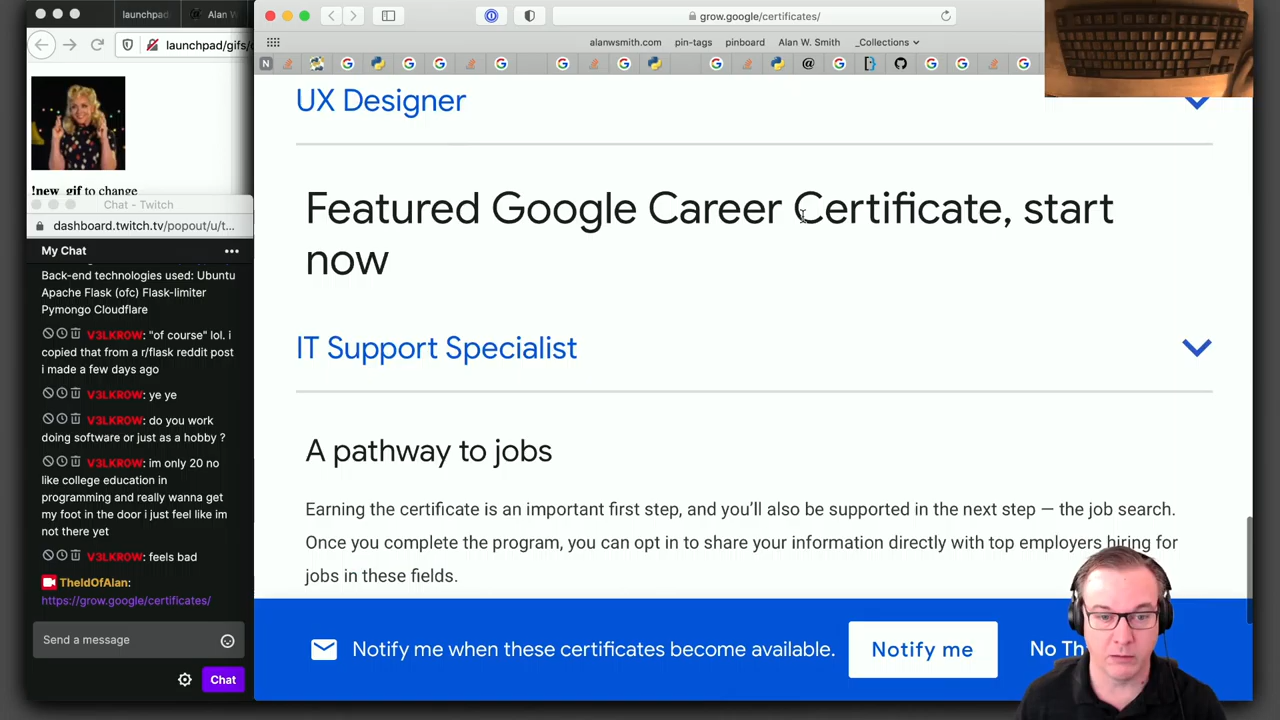 launchpad
Alan W
launchpad/gifs/
!new_gif to change
Chat - Twitch
dashboard.twitch.tv/popout/u/t...
My Chat
Back-end technologies used: Ubuntu
Apache Flask (ofc) Flask-limiter
Pymongo Cloudflare
V3LKR0W: "of course" lol. i
copied that from a r/flask reddit post
i made a few days ago
V3LKR0W: ye ye
V3LKR0W: do you work
doing software or just as a hobby ?
V3LKR0W: im only 20 no
like college education in
programming and really wanna get
my foot in the door i just feel like im
not there yet
V3LKR0W: feels bad
TheIdOfAlan:
https://grow.google/certificates/
Send a message
Chat
grow.google/certificates/
alanwsmith.com pin-tags pinboard Alan W. Smith _Collections
UX Designer
Featured Google Career Certificate, start
now
IT Support Specialist
A pathway to jobs
Earning the certificate is an important first step, and you'll also be supported in the next step — the job search.
Once you complete the program, you can opt in to share your information directly with top employers hiring for
jobs in these fields.
Notify me when these certificates become available.
Notify me
No Th